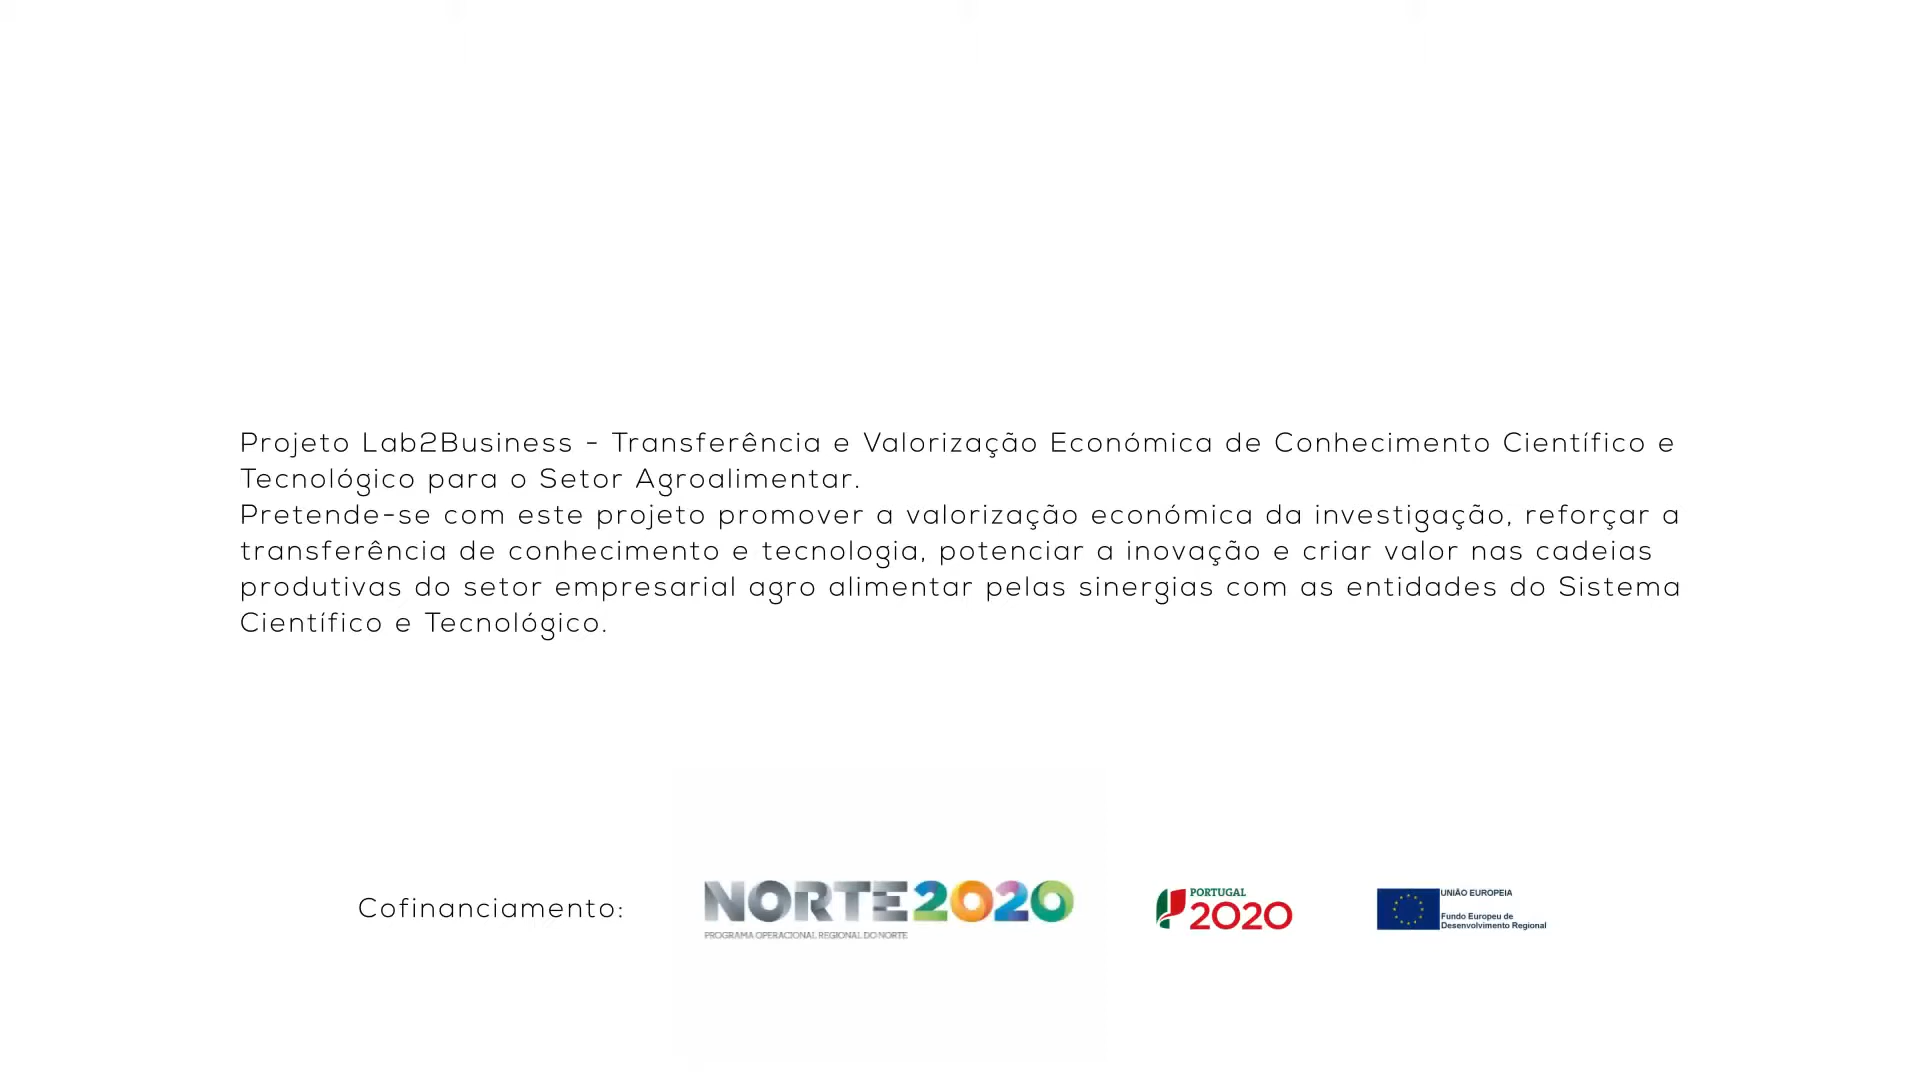 Projeto Lab2Business - Transferência e Valorização Económica de Conhecimento Científico e
Tecnológico para o Setor Agroalimentar.
Pretende-se com este projeto promover a valorização económica da investigação, reforçar a
transferência de conhecimento e tecnologia, potenciar a inovação e criar valor nas cadeias
produtivas do setor empresarial agro alimentar pelas sinergias com as entidades do Sistema
Científico e Tecnológico.
Cofinanciamento:
NORTE2020
PROGRAMA OPERACIONAL REGIONAL DO NORTE
PORTUGAL
2020
UNIÃO EUROPEIA
Fundo Europeu de
Desenvolvimento Regional